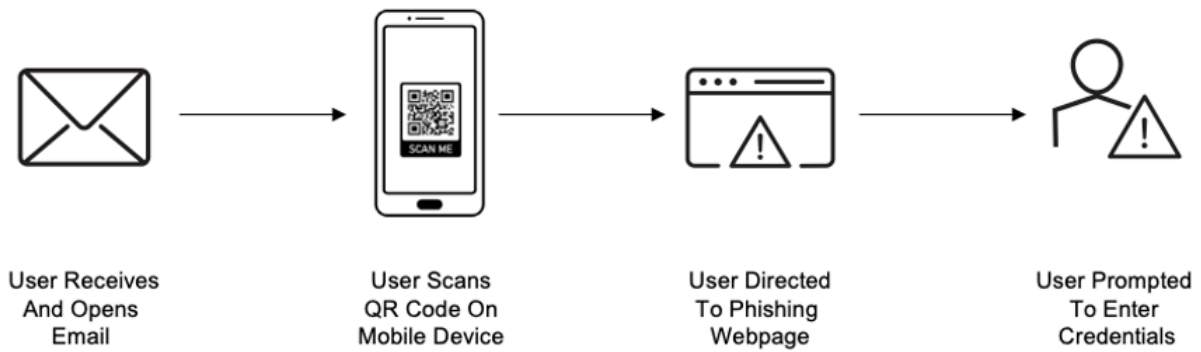 SCAN ME
User Receives
And Opens
Email
User Scans
QR Code On
Mobile Device
User Directed
To Phishing
Webpage
User Prompted
To Enter
Credentials